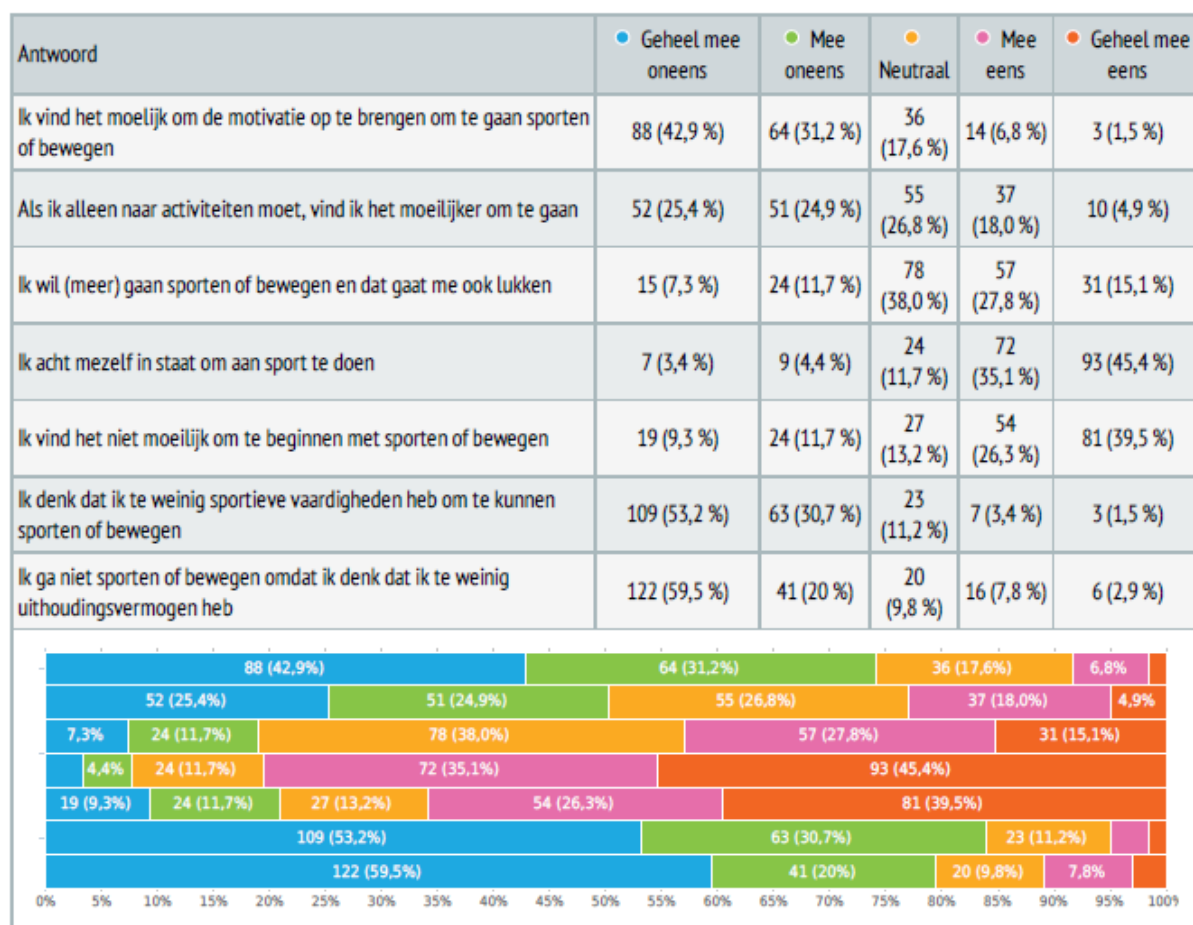 Antwoord
Geheel mee
oneens
Mee
oneens
Neutraal
Mee
eens
Geheel mee
eens
Ik vind het moelijk om de motivatie op te brengen om te gaan sporten
of bewegen
88 (42,9 %)
64 (31,2 %)
36
(17,6 %)
14 (6,8 %)
3 (1,5 %)
Als ik alleen naar activiteiten moet, vind ik het moeilijker om te gaan
52 (25,4 %)
51 (24,9 %)
55
(26,8 %)
37
(18,0 %)
10 (4,9 %)
Ik wil (meer) gaan sporten of bewegen en dat gaat me ook lukken
15 (7,3 %)
24 (11,7 %)
78
(38,0 %)
57
(27,8 %)
31 (15,1 %)
Ik acht mezelf in staat om aan sport te doen
7 (3,4 %)
9 (4,4 %)
24
(11,7 %)
72
(35,1 %)
93 (45,4 %)
Ik vind het niet moeilijk om te beginnen met sporten of bewegen
19 (9,3 %)
24 (11,7 %)
27
(13,2 %)
54
(26,3 %)
81 (39,5 %)
Ik denk dat ik te weinig sportieve vaardigheden heb om te kunnen
sporten of bewegen
109 (53,2 %)
63 (30,7 %)
23
(11,2 %)
7 (3,4 %)
3 (1,5 %)
Ik ga niet sporten of bewegen omdat ik denk dat ik te weinig
uithoudingsvermogen heb
122 (59,5 %)
41 (20 %)
20
(9,8 %)
16 (7,8 %)
6 (2,9 %)
88 (42,9%) 64 (31,2%) 36 (17,6%) 6,8%
52 (25,4%) 51 (24,9%) 55 (26,8%) 37 (18,0%) 4,9%
7,3% 24 (11,7%) 78 (38,0%) 57 (27,8%) 31 (15,1%)
4,4% 24 (11,7%) 72 (35,1%) 93 (45,4%)
19 (9,3%) 24 (11,7%) 27 (13,2%) 54 (26,3%) 81 (39,5%)
109 (53,2%) 63 (30,7%) 23 (11,2%)
122 (59,5%) 41 (20%) 20 (9,8%) 7,8%
0% 5% 10% 15% 20% 25% 30% 35% 40% 45% 50% 55% 60% 65% 70% 75% 80% 85% 90% 95% 100%